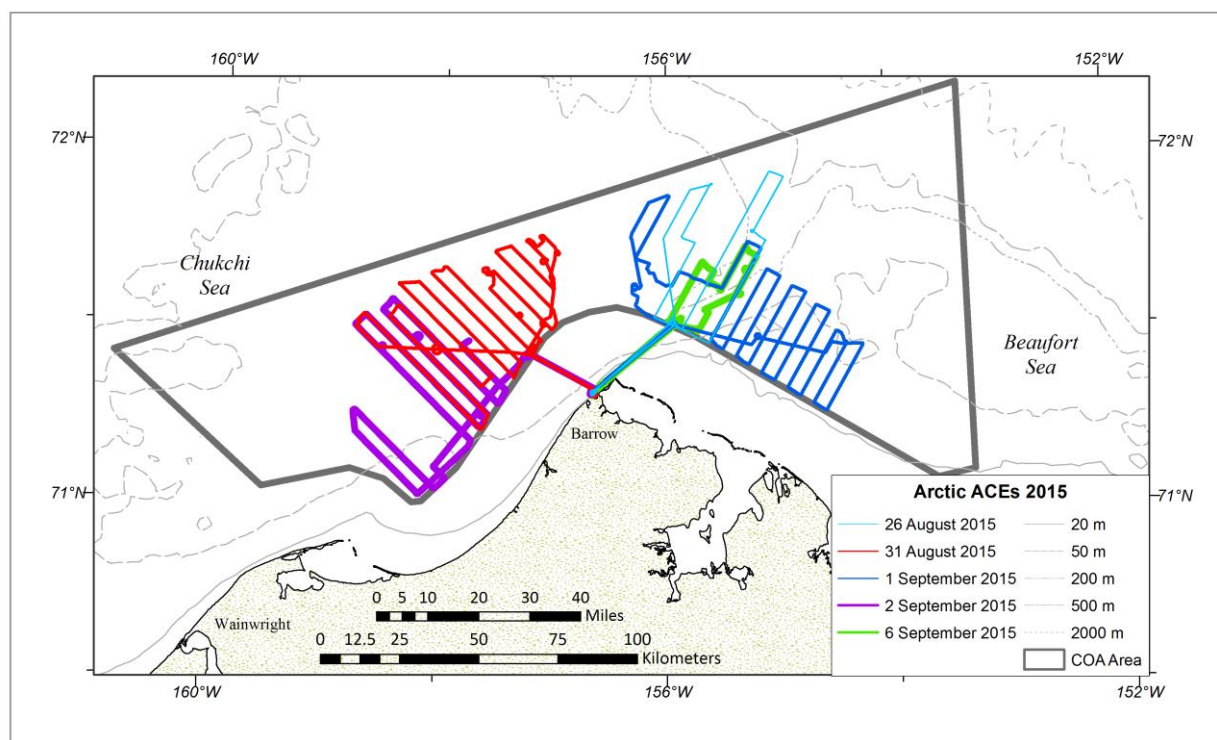 160°W 156°W 152°W
72°N 72°N
Chukchi
Sea
Beaufort
Sea
Barrow
71°N 71°N
Arctic ACEs 2015
26 August 2015 20 m
31 August 2015 50 m
1 September 2015 200 m
2 September 2015 500 m
6 September 2015 2000 m
COA Area
0 5 10 20 30 40
Miles
Wainwright
0 12.5 25 50 75 100
Kilometers
160°W 156°W 152°W